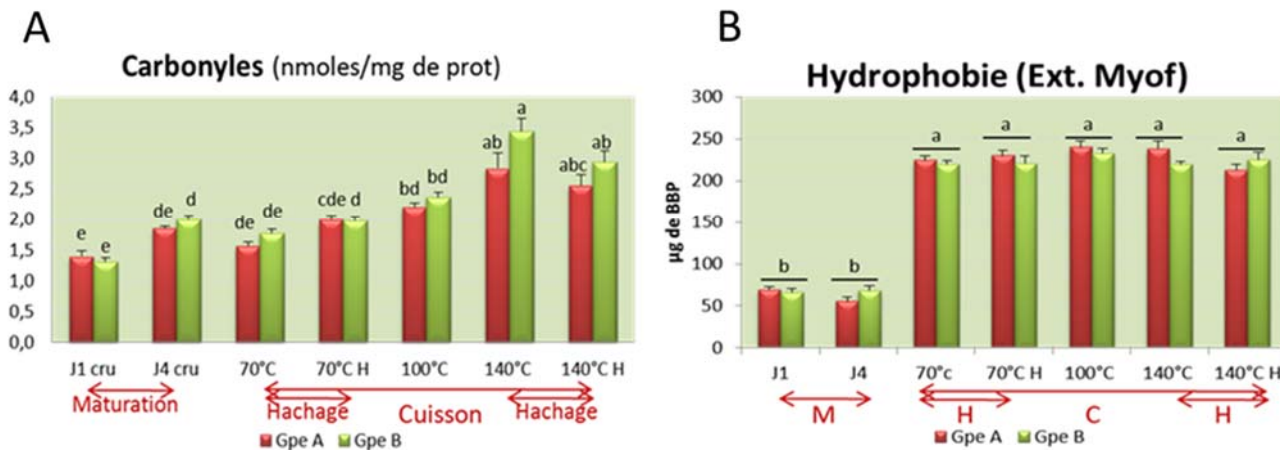 A
Carbonyles (nmoles/mg de prot)
4,0
3,5
3,0
2,5
2,0
1,5
1,0
0,5
0,0
e e de d de de cde d bd bd ab a abc ab
J1 cru J4 cru 70°C 70°C H 100°C 140°C 140°C H
Maturation Hachage Cuisson Hachage
Gpe A Gpe B
B
Hydrophobie (Ext. Myof)
µg de BBP
300
250
200
150
100
50
0
b b a a a a a
J1 J4 70°c 70°C H 100°C 140°C 140°C H
M H C H
Gpe A Gpe B